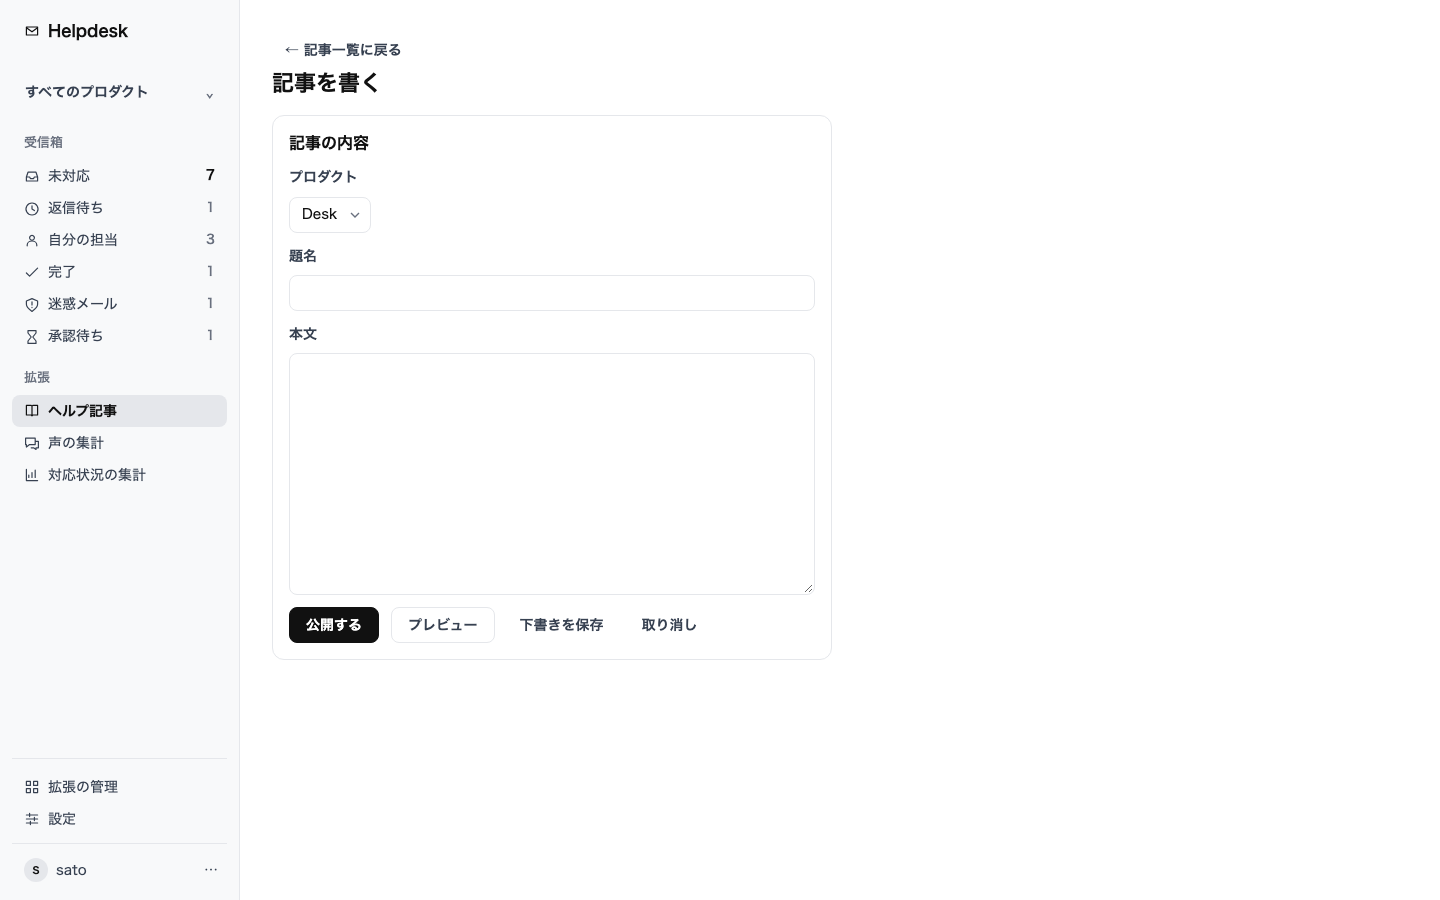 Helpdesk
すべてのプロダクト
受信箱
未対応 7
返信待ち 1
自分の担当 3
完了 1
迷惑メール 1
承認待ち 1
拡張
ヘルプ記事
声の集計
対応状況の集計
拡張の管理
設定
S sato ...
← 記事一覧に戻る
記事を書く
記事の内容
プロダクト
Desk
題名
本文
公開する プレビュー 下書きを保存 取り消し